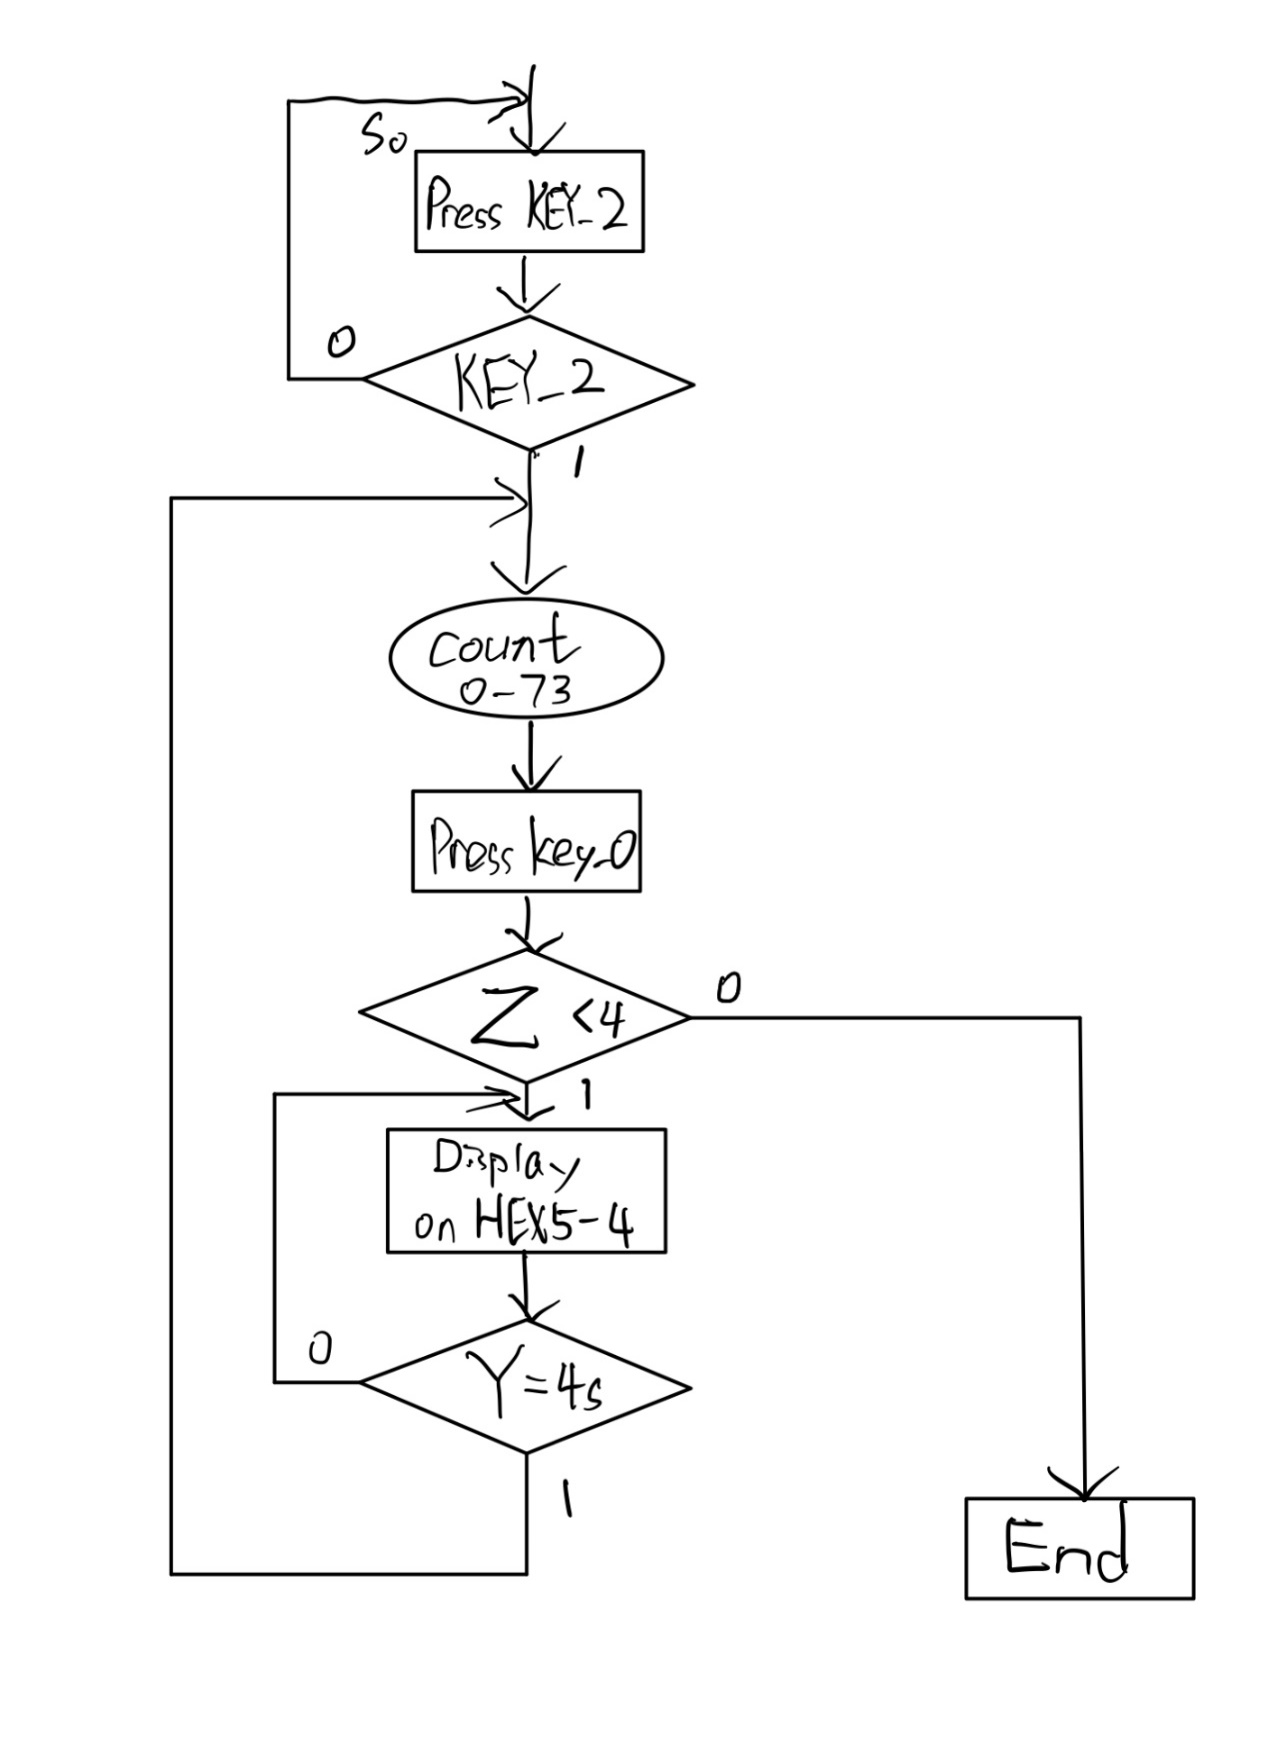 S0
Press KEY_2
0
KEY_2
1
Count
0-73
Press key_0
0
Z <4
1
Display
on HEX5-4
0
Y=4s
1
End